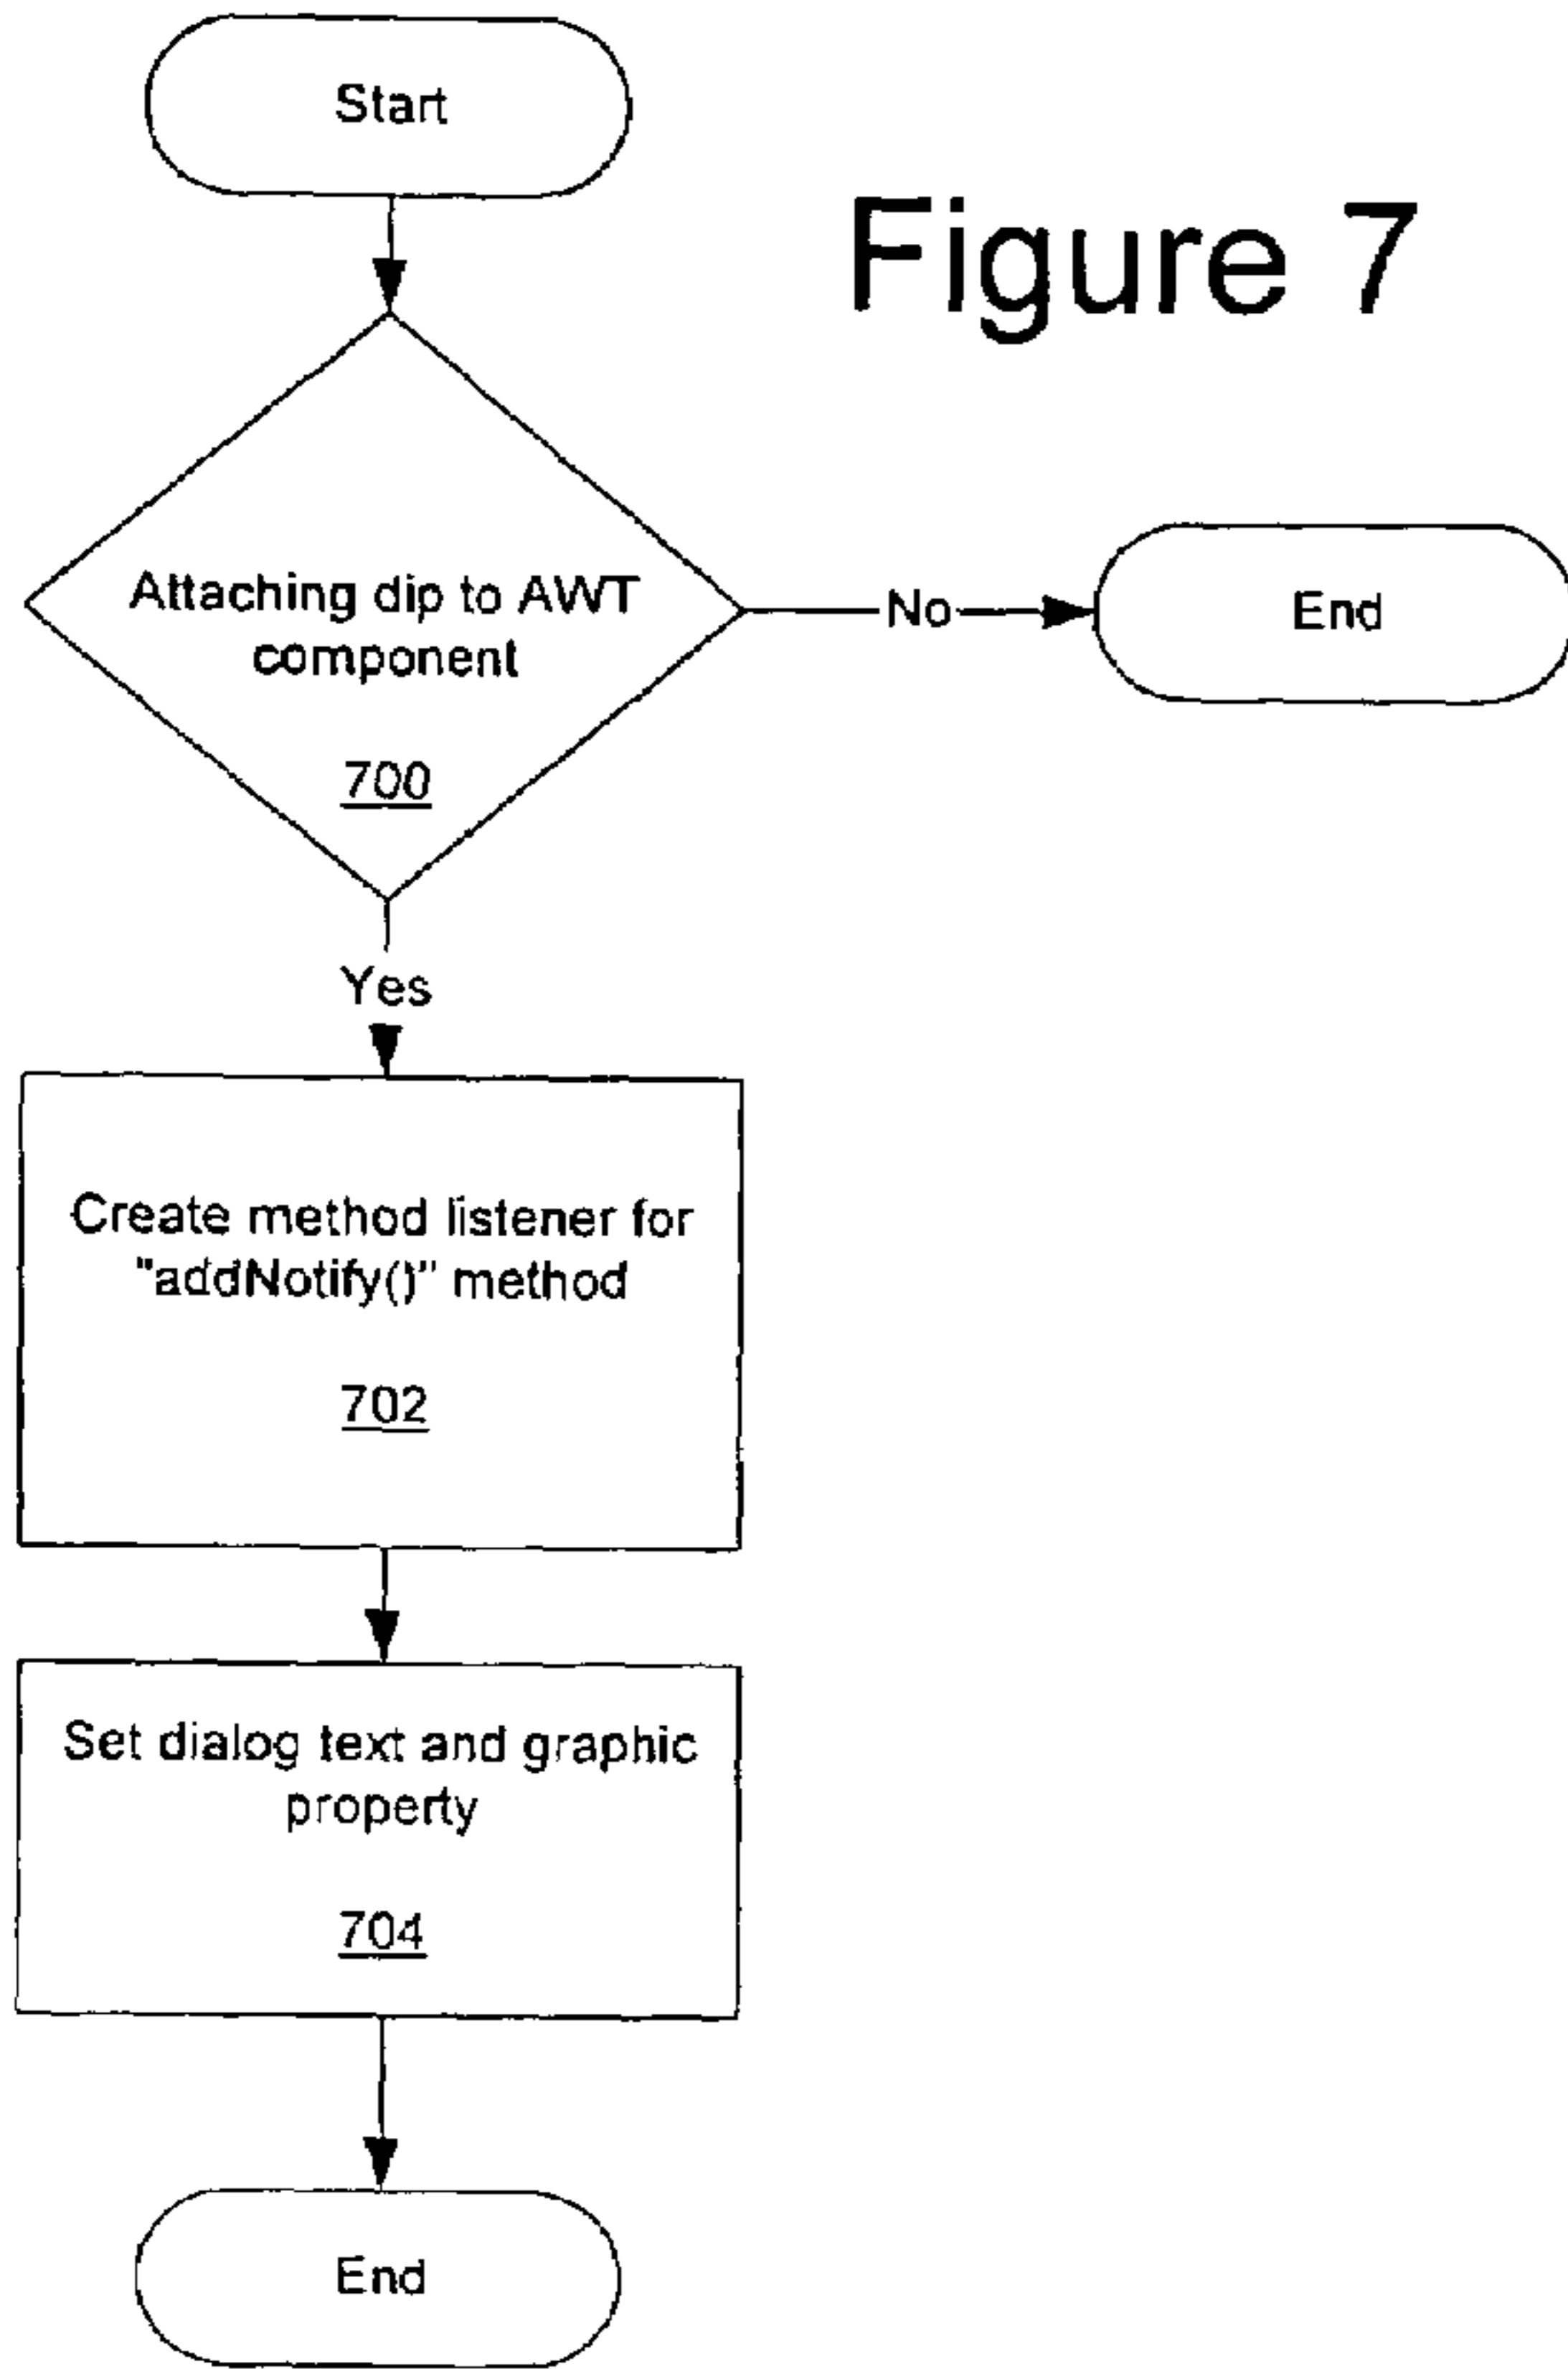 Start
Figure 7
Attaching dip to AWT
component
700
No
End
Yes
Create method listener for
"addNotify()" method
702
Set dialog text and graphic
property
704
End